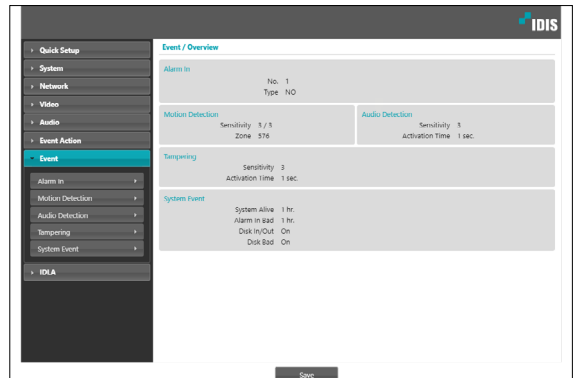 IDIS
Quick Setup
System
Network
Video
Audio
Event Action
Event
Alarm In
Motion Detection
Audio Detection
Tampering
System Event
IDLA
Event / Overview
Alarm In
No. 1
Type NO
Motion Detection
Sensitivity 3 / 3
Zone 576
Audio Detection
Sensitivity 3
Activation Time 1 sec.
Tampering
Sensitivity 3
Activation Time 1 sec.
System Event
System Alive 1 hr.
Alarm In Bad 1 hr.
Disk In/Out On
Disk Bad On
Save